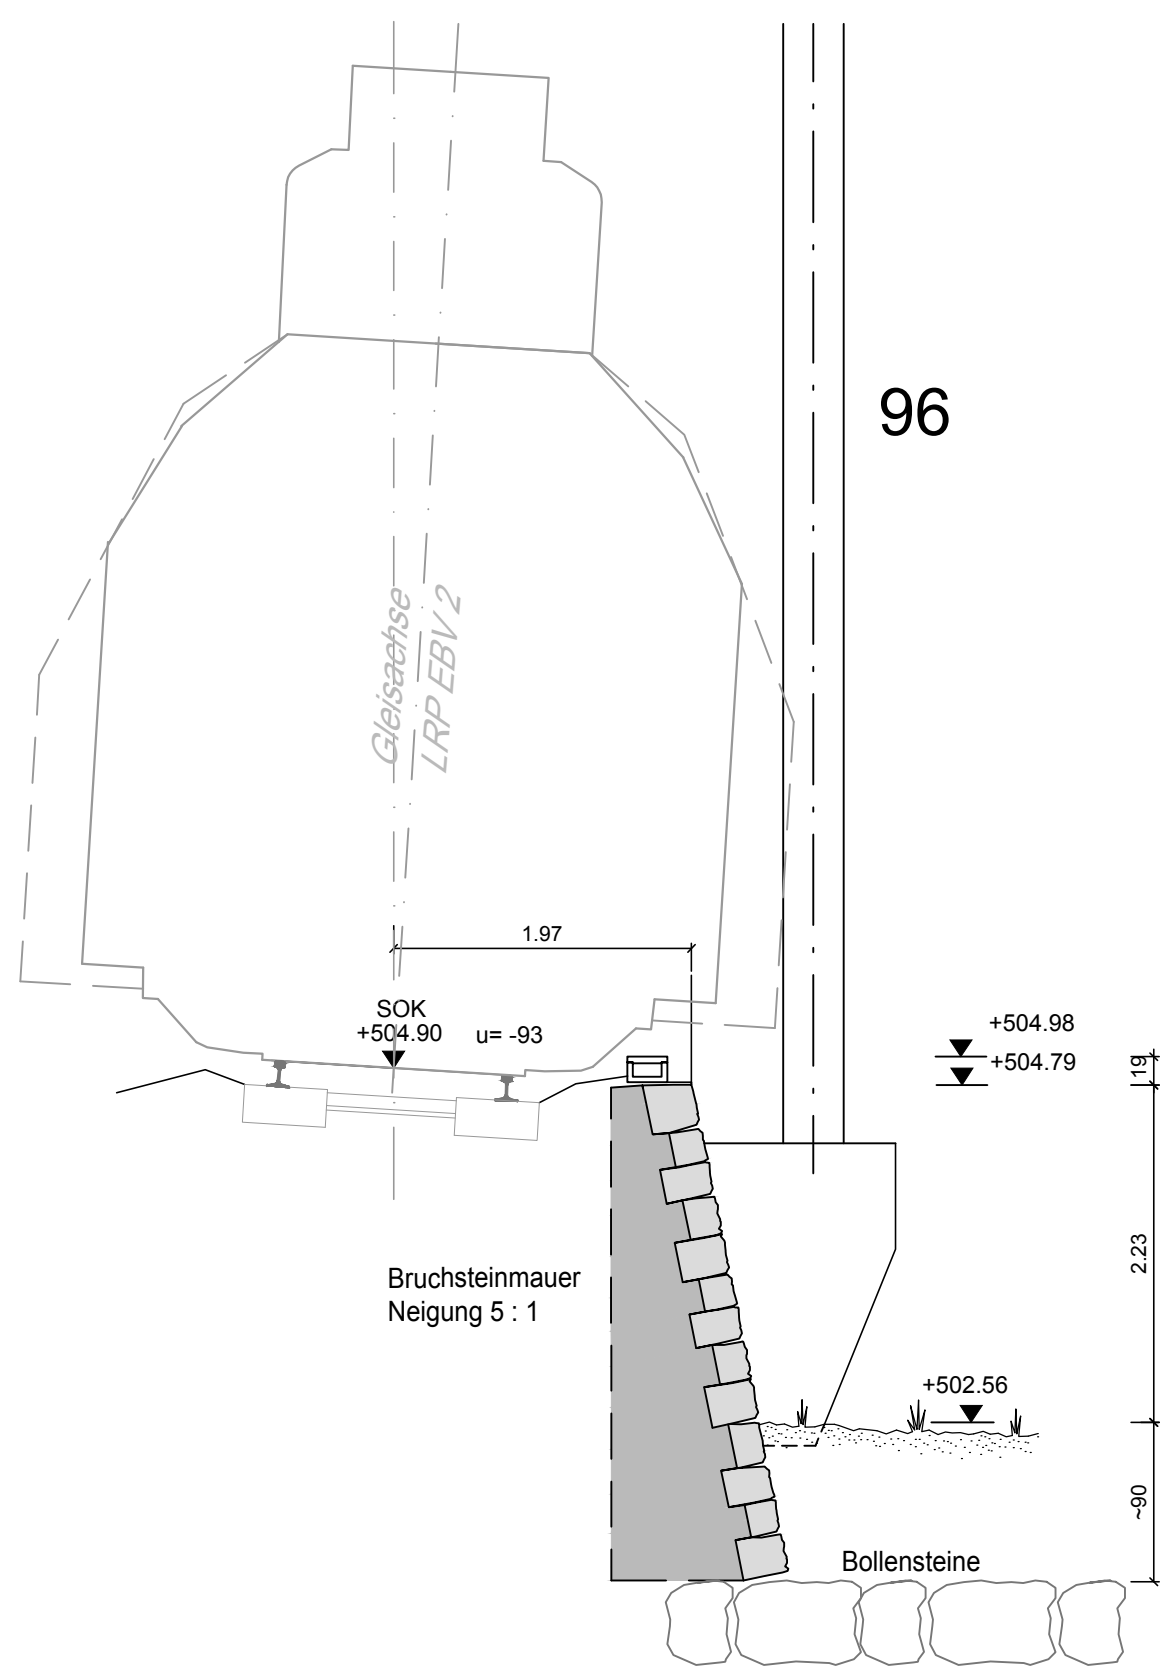 96
Gleisachse
LRP EBV 2
1.97
SOK
+504.90
u= -93
+504.98
+504.79
19
2.23
Bruchsteinmauer
Neigung 5 : 1
+502.56
~90
Bollensteine